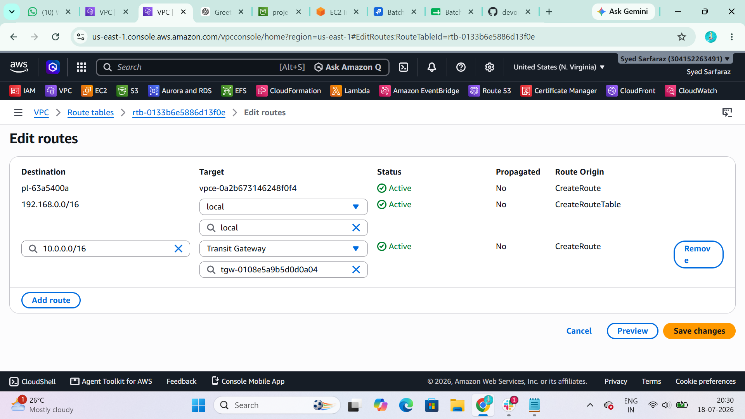 (10)
VPC
VPC
Gree
proje
EC2 I
Batch
Batch
devo
Ask Gemini
us-east-1.console.aws.amazon.com/vpcconsole/home?region=us-east-1#EditRoutes:RouteTableId=rtb-0133b6e5886d13f0e
aws
Search [Alt+S] Ask Amazon Q
United States (N. Virginia)
Syed Sarfaraz (304152263491)
Syed Sarfaraz
IAM VPC EC2 S3 Aurora and RDS EFS CloudFormation Lambda Amazon EventBridge Route 53 Certificate Manager CloudFront CloudWatch
VPC Route tables rtb-0133b6e5886d13f0e Edit routes
Edit routes
Destination Target Status Propagated Route Origin
pl-63a5400a vpce-0a2b673146248f0f4 Active No CreateRoute
192.168.0.0/16 local Active No CreateRouteTable
local
10.0.0.0/16 Transit Gateway Active No CreateRoute Remov
e
tgw-0108e5a9b5d0d0a04
Add route
Cancel Preview Save changes
CloudShell Agent Toolkit for AWS Feedback Console Mobile App © 2026, Amazon Web Services, Inc. or its affiliates. Privacy Terms Cookie preferences
1
26°C
Mostly cloudy
Search
ENG
IN
20:30
18-07-2026